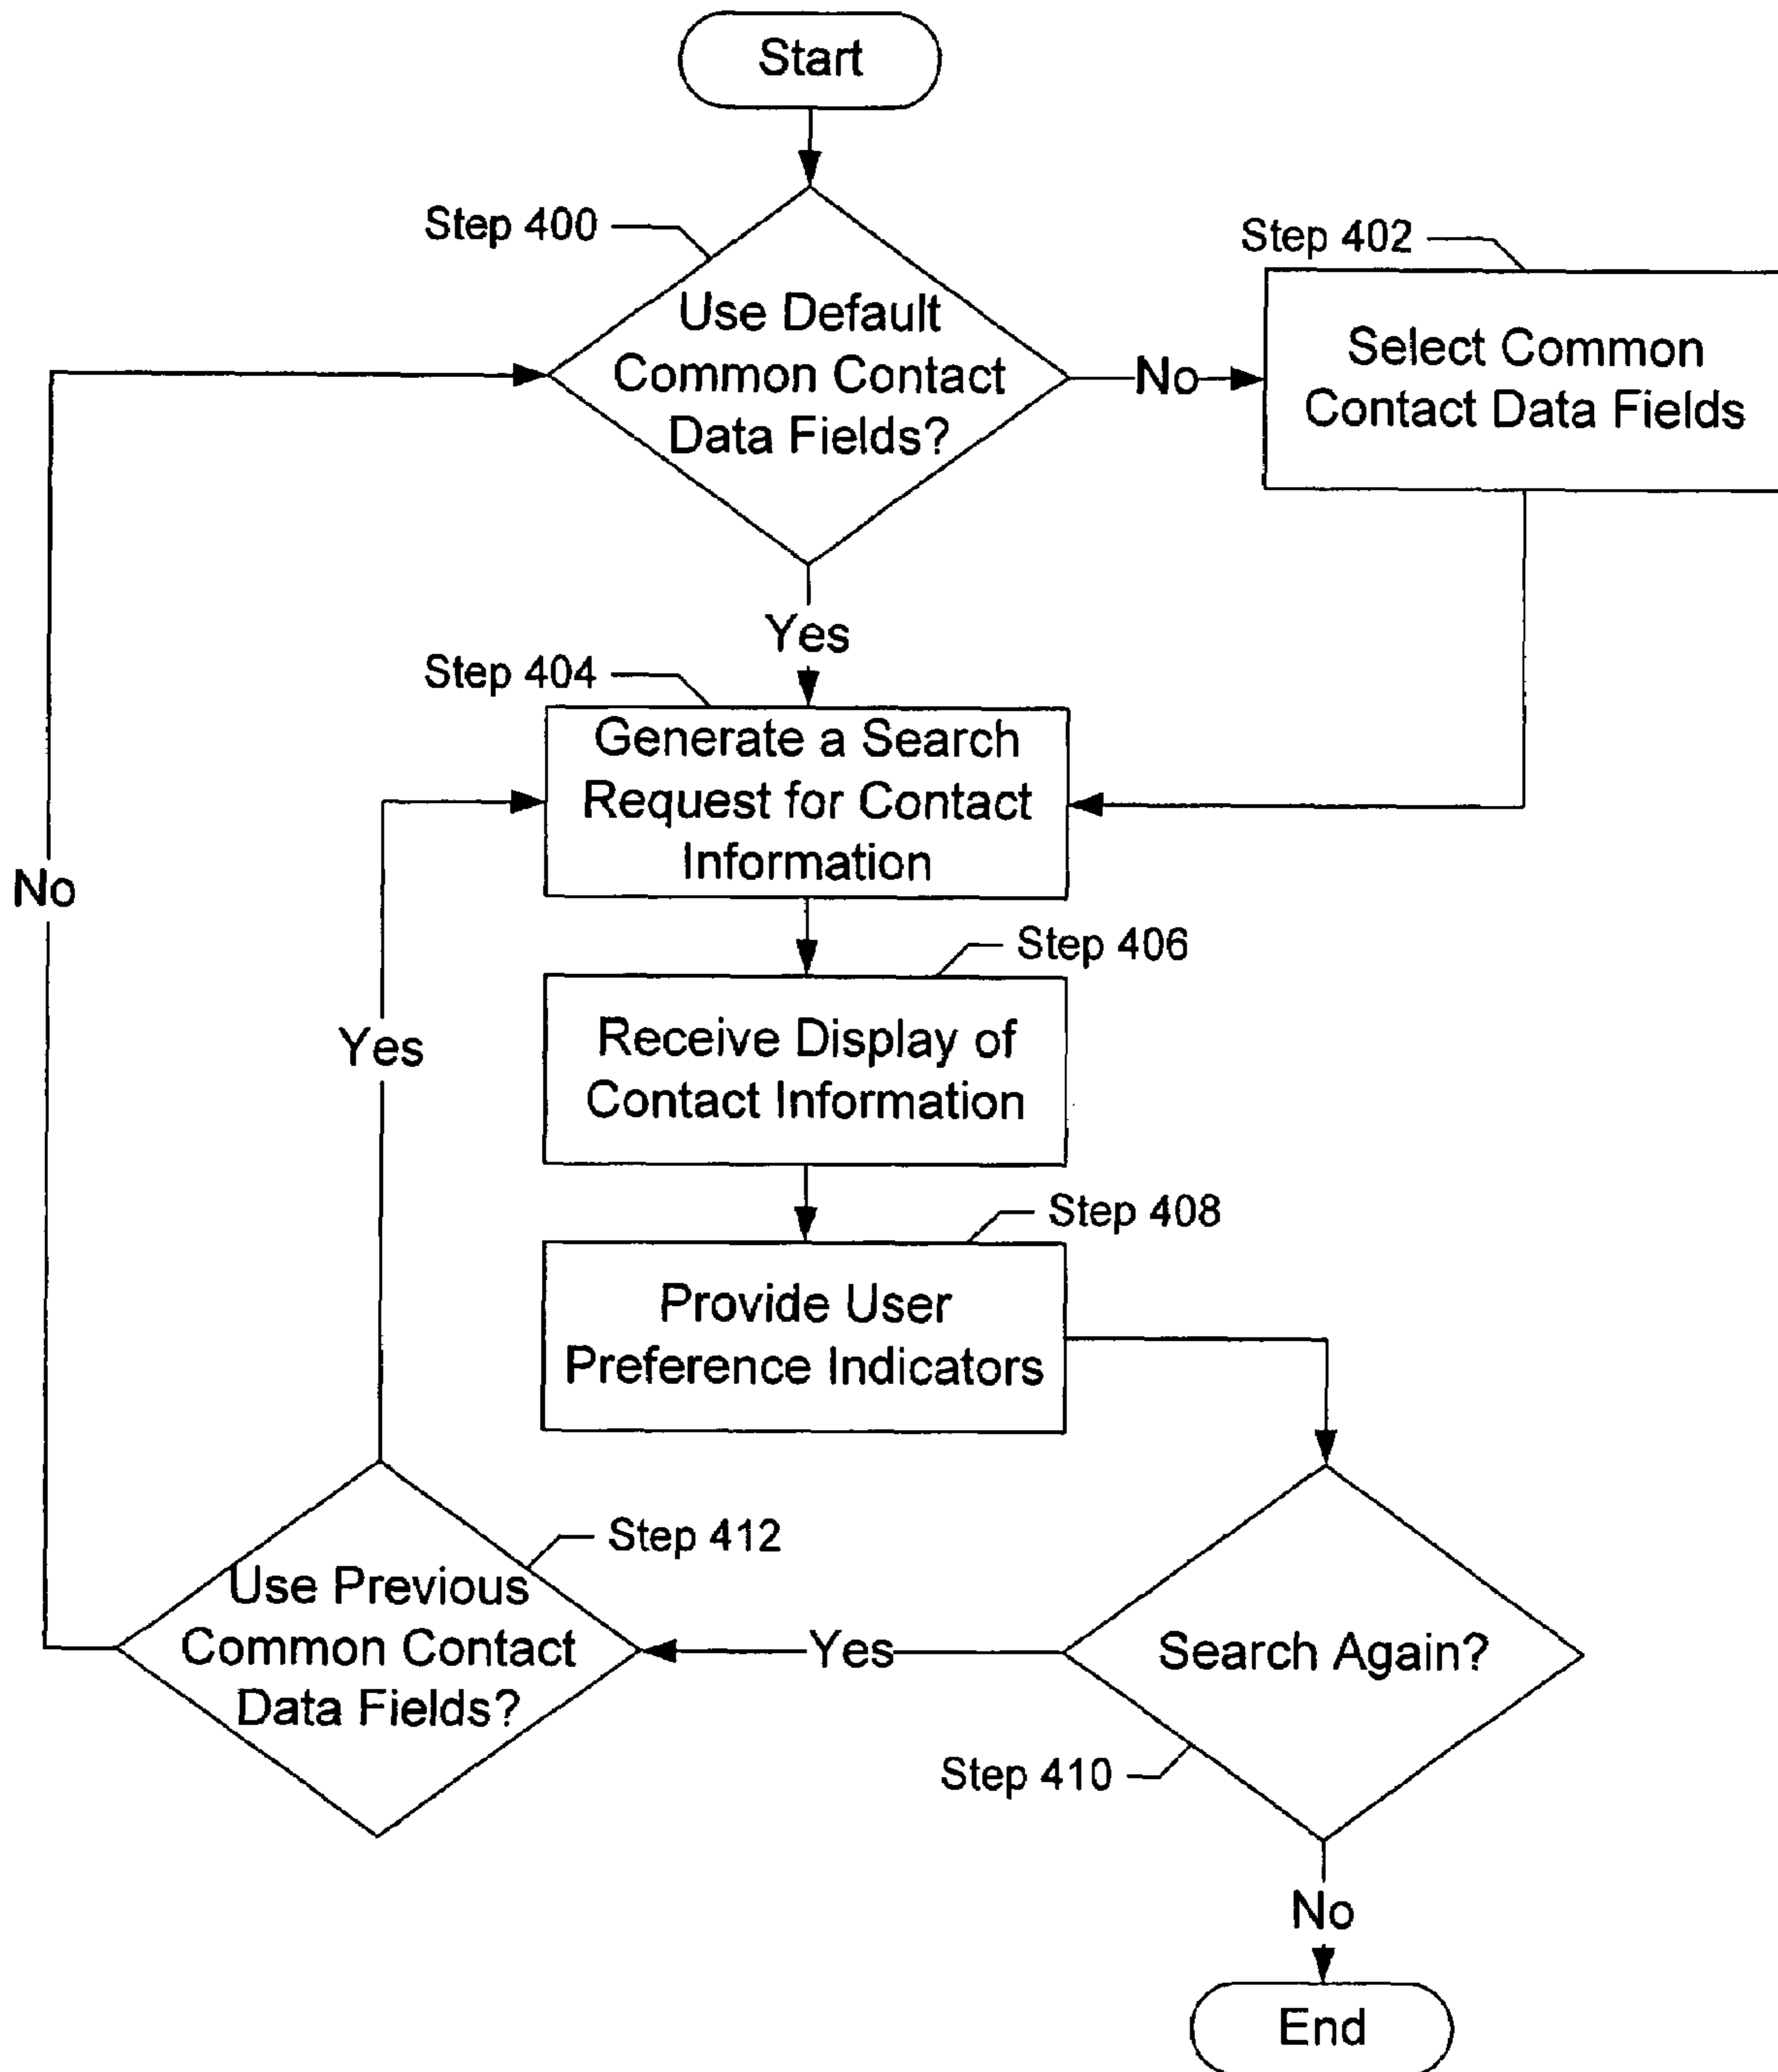 Start
Step 400
Use Default
Common Contact
Data Fields?
No
Step 402
Select Common
Contact Data Fields
Yes
Step 404
Generate a Search
Request for Contact
Information
No
Step 406
Receive Display of
Contact Information
Yes
Step 408
Provide User
Preference Indicators
Step 412
Use Previous
Common Contact
Data Fields?
Yes
Search Again?
Step 410
No
End